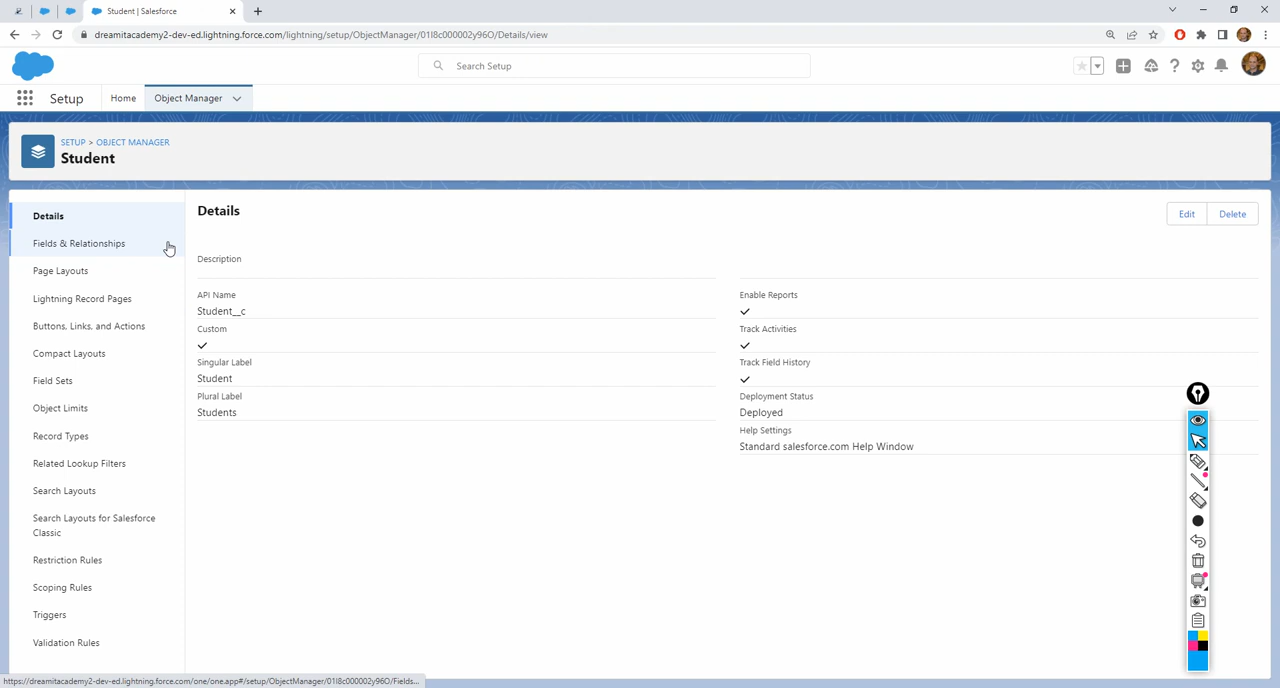 Student | Salesforce
dreamitacademy2-dev-ed.lightning.force.com/lightning/setup/ObjectManager/01I8c000002y96O/Details/view
Search Setup
Setup
Home
Object Manager
SETUP > OBJECT MANAGER
Student
Details
Fields & Relationships
Page Layouts
Lightning Record Pages
Buttons, Links, and Actions
Compact Layouts
Field Sets
Object Limits
Record Types
Related Lookup Filters
Search Layouts
Search Layouts for Salesforce
Classic
Restriction Rules
Scoping Rules
Triggers
Validation Rules
Details
Edit
Delete
Description
API Name
Student__c
Custom
Singular Label
Student
Plural Label
Students
Enable Reports
Track Activities
Track Field History
Deployment Status
Deployed
Help Settings
Standard salesforce.com Help Window
https://dreamitacademy2-dev-ed.lightning.force.com/one/one.app#/setup/ObjectManager/01I8c000002y96O/Fields...